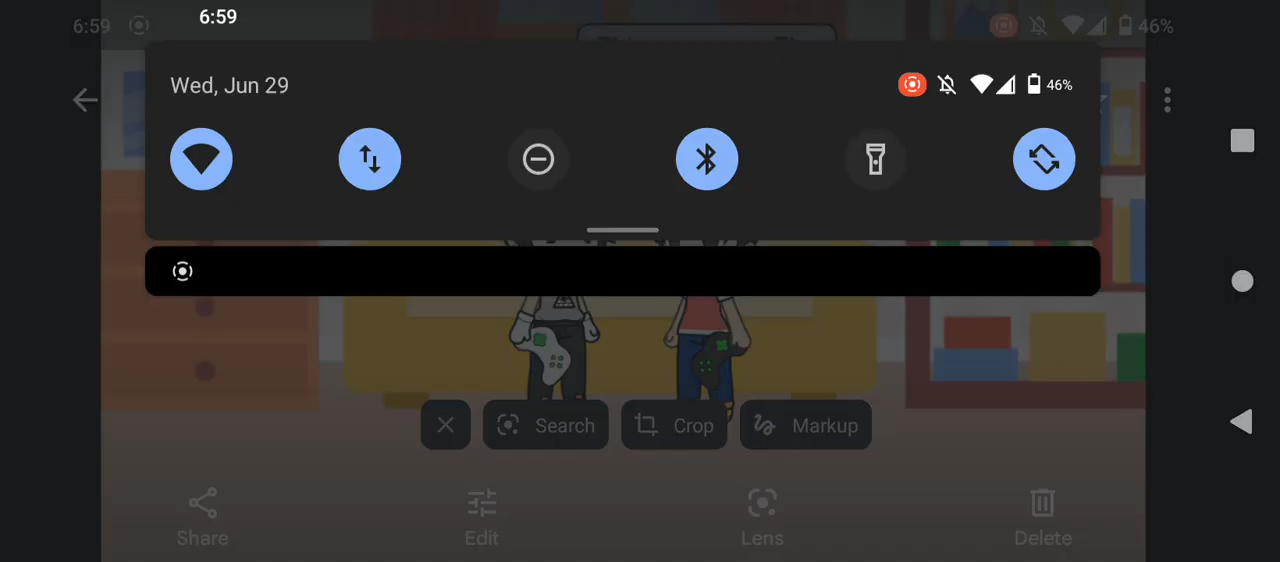 6:59
6:59
46%
Wed, Jun 29
46%
Search
Crop
Markup
Share
Edit
Lens
Delete